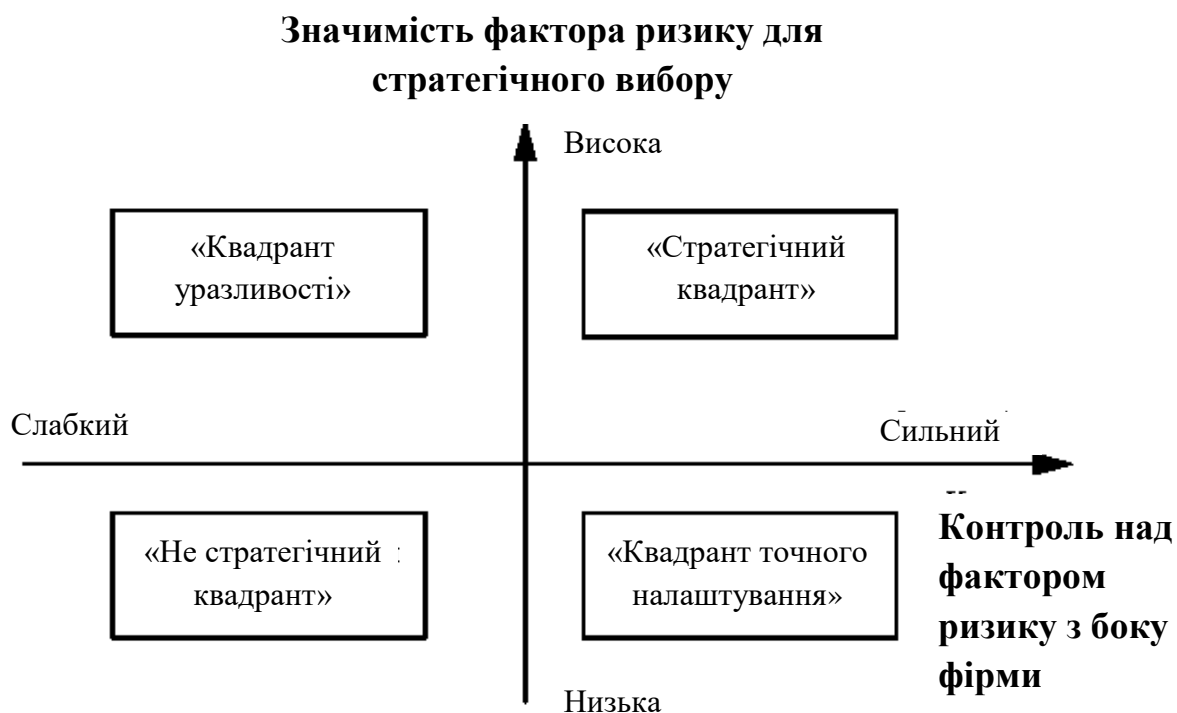 Значимість фактора ризику для
стратегічного вибору
Висока
«Квадрант
уразливості»
«Стратегічний
квадрант»
Слабкий
Сильний
«Не стратегічний :
квадрант»
«Квадрант точного
налаштування»
Контроль над
фактором
ризику з боку
фірми
Низька